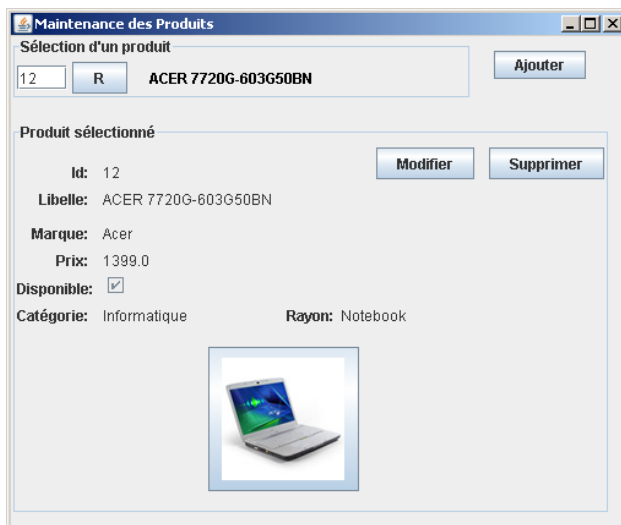 Maintenance des Produits
Sélection d'un produit
12 R ACER 7720G-603G50BN Ajouter
Produit sélectionné
Modifier Supprimer
Id: 12
Libelle: ACER 7720G-603G50BN
Marque: Acer
Prix: 1399.0
Disponible:
Catégorie: Informatique Rayon: Notebook